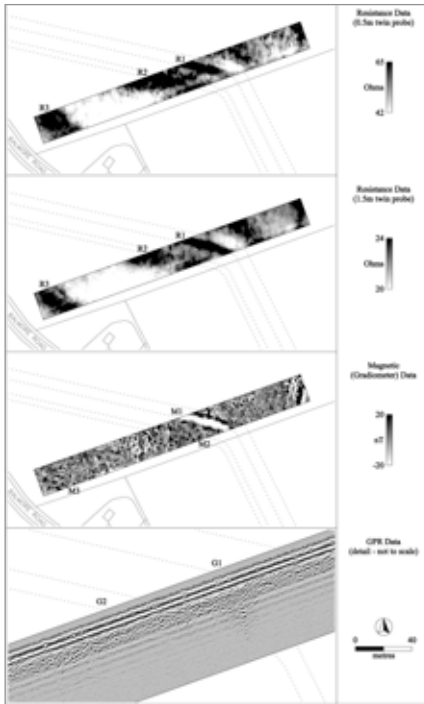 Resistance Data
(0.5m twin probe)
R1
R2
R3
65
Ohms
42
Resistance Data
(1.5m twin probe)
R1
R2
R3
24
Ohms
20
Magnetic
(Gradiometer) Data
M1
M2
M3
20
nT
-20
GPR Data
(detail - not to scale)
G1
G2
0
40
metres